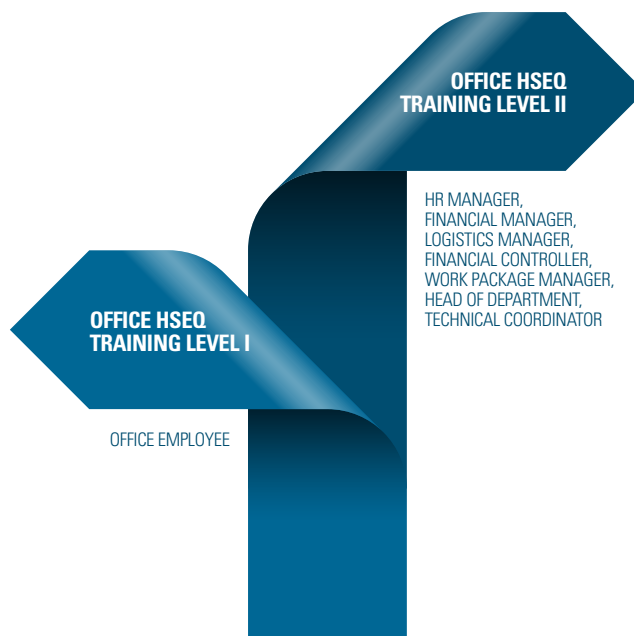 OFFICE HSEQ
TRAINING LEVEL II
HR MANAGER,
FINANCIAL MANAGER,
LOGISTICS MANAGER,
FINANCIAL CONTROLLER,
WORK PACKAGE MANAGER,
HEAD OF DEPARTMENT,
TECHNICAL COORDINATOR
OFFICE HSEQ
TRAINING LEVEL I
OFFICE EMPLOYEE